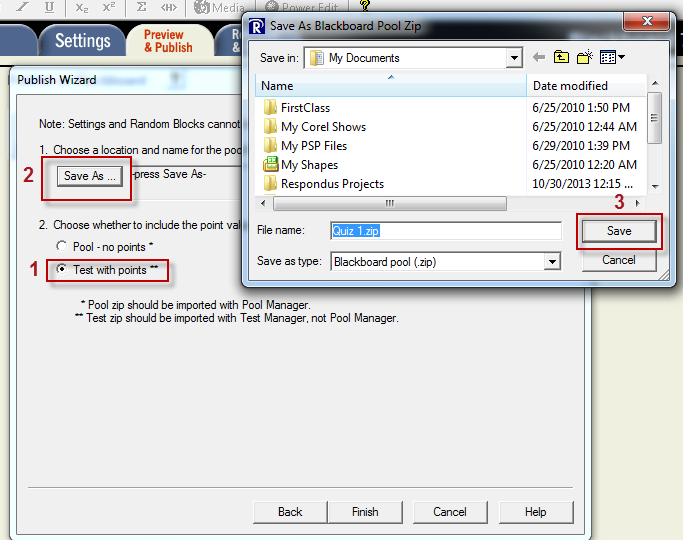 I U X₂ X² Σ <H> Media Power Edit ?
Settings
Preview
& Publish
R
&
Publish Wizard
Note: Settings and Random Blocks cannot
1. Choose a location and name for the poo
2
Save As ...
-press Save As-
2. Choose whether to include the point val
Pool - no points *
1
Test with points **
* Pool zip should be imported with Pool Manager.
** Test zip should be imported with Test Manager, not Pool Manager.
Back
Finish
Cancel
Help
R Save As Blackboard Pool Zip
Save in:
My Documents
Name
Date modified
FirstClass
6/25/2010 1:50 PM
My Corel Shows
6/25/2010 12:44 AM
My PSP Files
6/29/2010 1:39 PM
My Shapes
6/25/2010 12:20 AM
Respondus Projects
10/30/2013 12:15 ...
3
File name:
Quiz 1.zip
Save
Save as type:
Blackboard pool (.zip)
Cancel